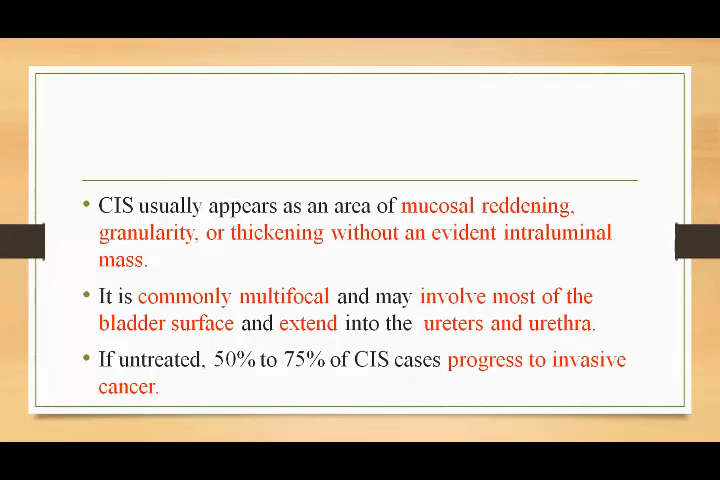 • CIS usually appears as an area of mucosal reddening,
granularity, or thickening without an evident intraluminal
mass.
• It is commonly multifocal and may involve most of the
bladder surface and extend into the ureters and urethra.
• If untreated, 50% to 75% of CIS cases progress to invasive
cancer.